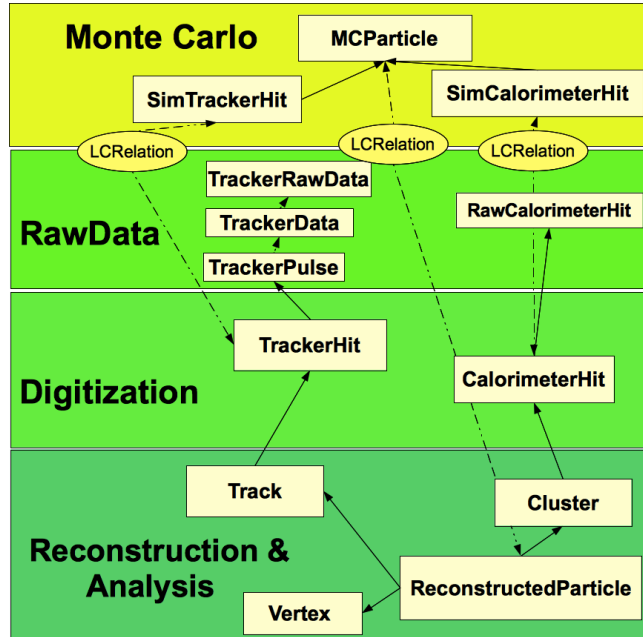 Monte Carlo
MCParticle
SimTrackerHit
SimCalorimeterHit
LCRelation
LCRelation
LCRelation
TrackerRawData
RawData
TrackerData
RawCalorimeterHit
TrackerPulse
TrackerHit
CalorimeterHit
Digitization
Track
Cluster
Reconstruction &
Analysis
ReconstructedParticle
Vertex